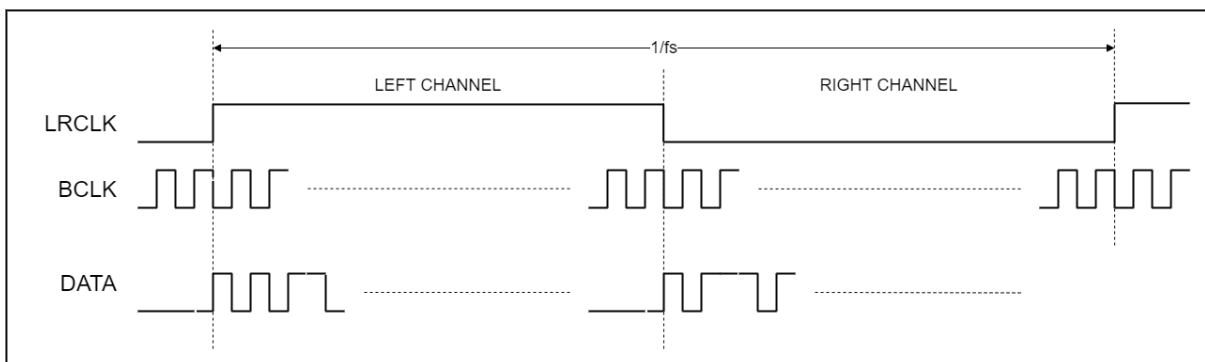 1/fs
LEFT CHANNEL
RIGHT CHANNEL
LRCLK
BCLK
DATA